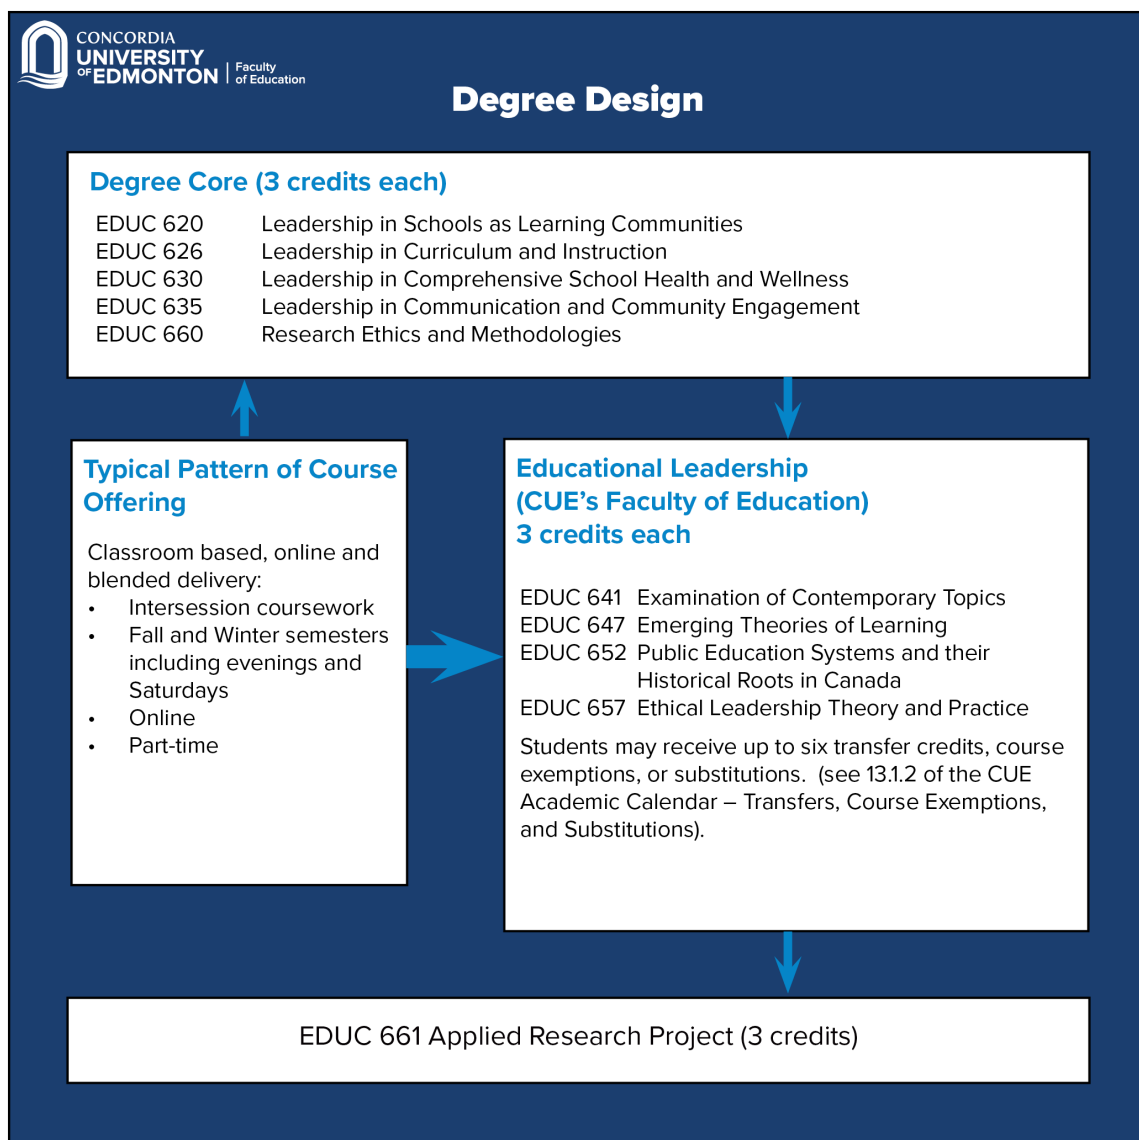 CONCORDIA
UNIVERSITY
OF EDMONTON
Faculty
of Education
Degree Design
Degree Core (3 credits each)
EDUC 620 Leadership in Schools as Learning Communities
EDUC 626 Leadership in Curriculum and Instruction
EDUC 630 Leadership in Comprehensive School Health and Wellness
EDUC 635 Leadership in Communication and Community Engagement
EDUC 660 Research Ethics and Methodologies
Typical Pattern of Course
Offering
Classroom based, online and
blended delivery:
• Intersession coursework
• Fall and Winter semesters
including evenings and
Saturdays
• Online
• Part-time
Educational Leadership
(CUE’s Faculty of Education)
3 credits each
EDUC 641 Examination of Contemporary Topics
EDUC 647 Emerging Theories of Learning
EDUC 652 Public Education Systems and their
Historical Roots in Canada
EDUC 657 Ethical Leadership Theory and Practice
Students may receive up to six transfer credits, course
exemptions, or substitutions.  (see 13.1.2 of the CUE
Academic Calendar – Transfers, Course Exemptions,
and Substitutions).
EDUC 661 Applied Research Project (3 credits)